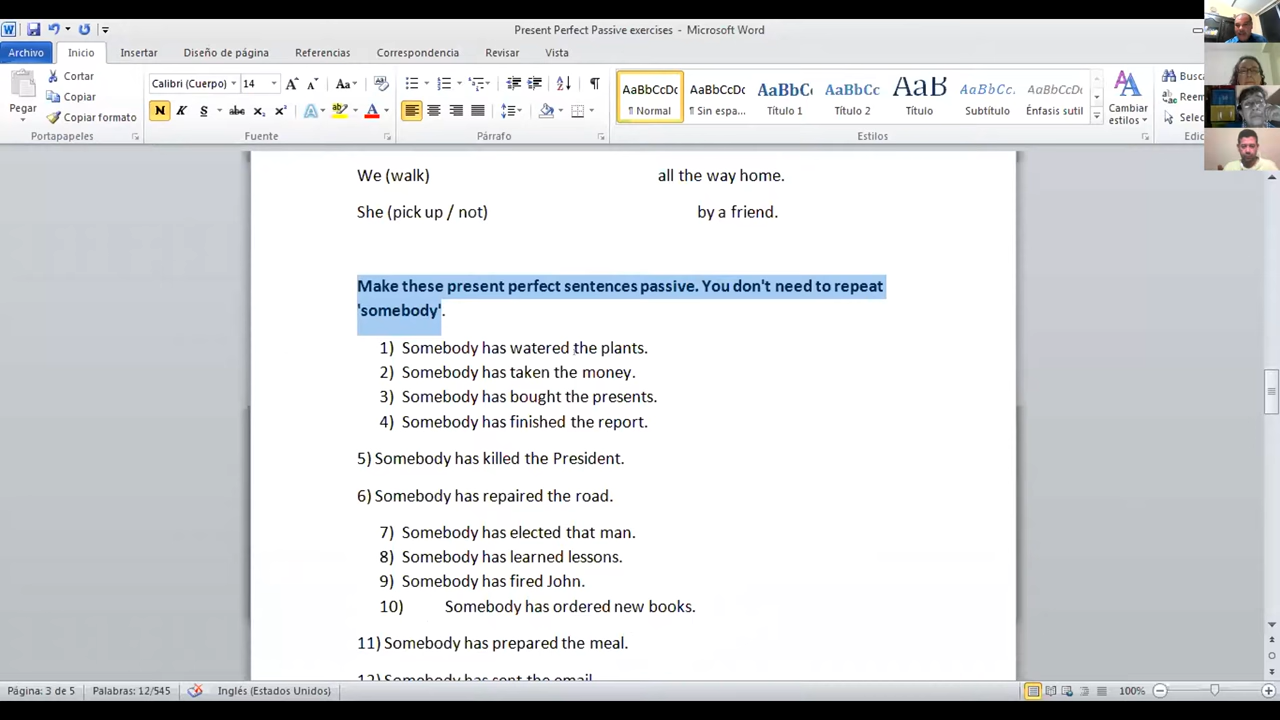 Present Perfect Passive exercises - Microsoft Word
Archivo Inicio Insertar Diseño de página Referencias Correspondencia Revisar Vista
Cortar
Copiar
Copiar formato
Pegar
Portapapeles
Calibri (Cuerpo) 14
Fuente
Párrafo
AaBbCcDc AaBbCcDc AaBbC AaBbCc AaB AaBbCc. AaBbCcDc
¶ Normal ¶ Sin espa... Título 1 Título 2 Título Subtítulo Énfasis sutil
Cambiar
estilos
Estilos
We (walk) all the way home.
She (pick up / not) by a friend.
Make these present perfect sentences passive. You don't need to repeat
'somebody'.
1) Somebody has watered the plants.
2) Somebody has taken the money.
3) Somebody has bought the presents.
4) Somebody has finished the report.
5) Somebody has killed the President.
6) Somebody has repaired the road.
7) Somebody has elected that man.
8) Somebody has learned lessons.
9) Somebody has fired John.
10) Somebody has ordered new books.
11) Somebody has prepared the meal.
12) Somebody has sent the email.
Página: 3 de 5 Palabras: 12/545 Inglés (Estados Unidos) 100%